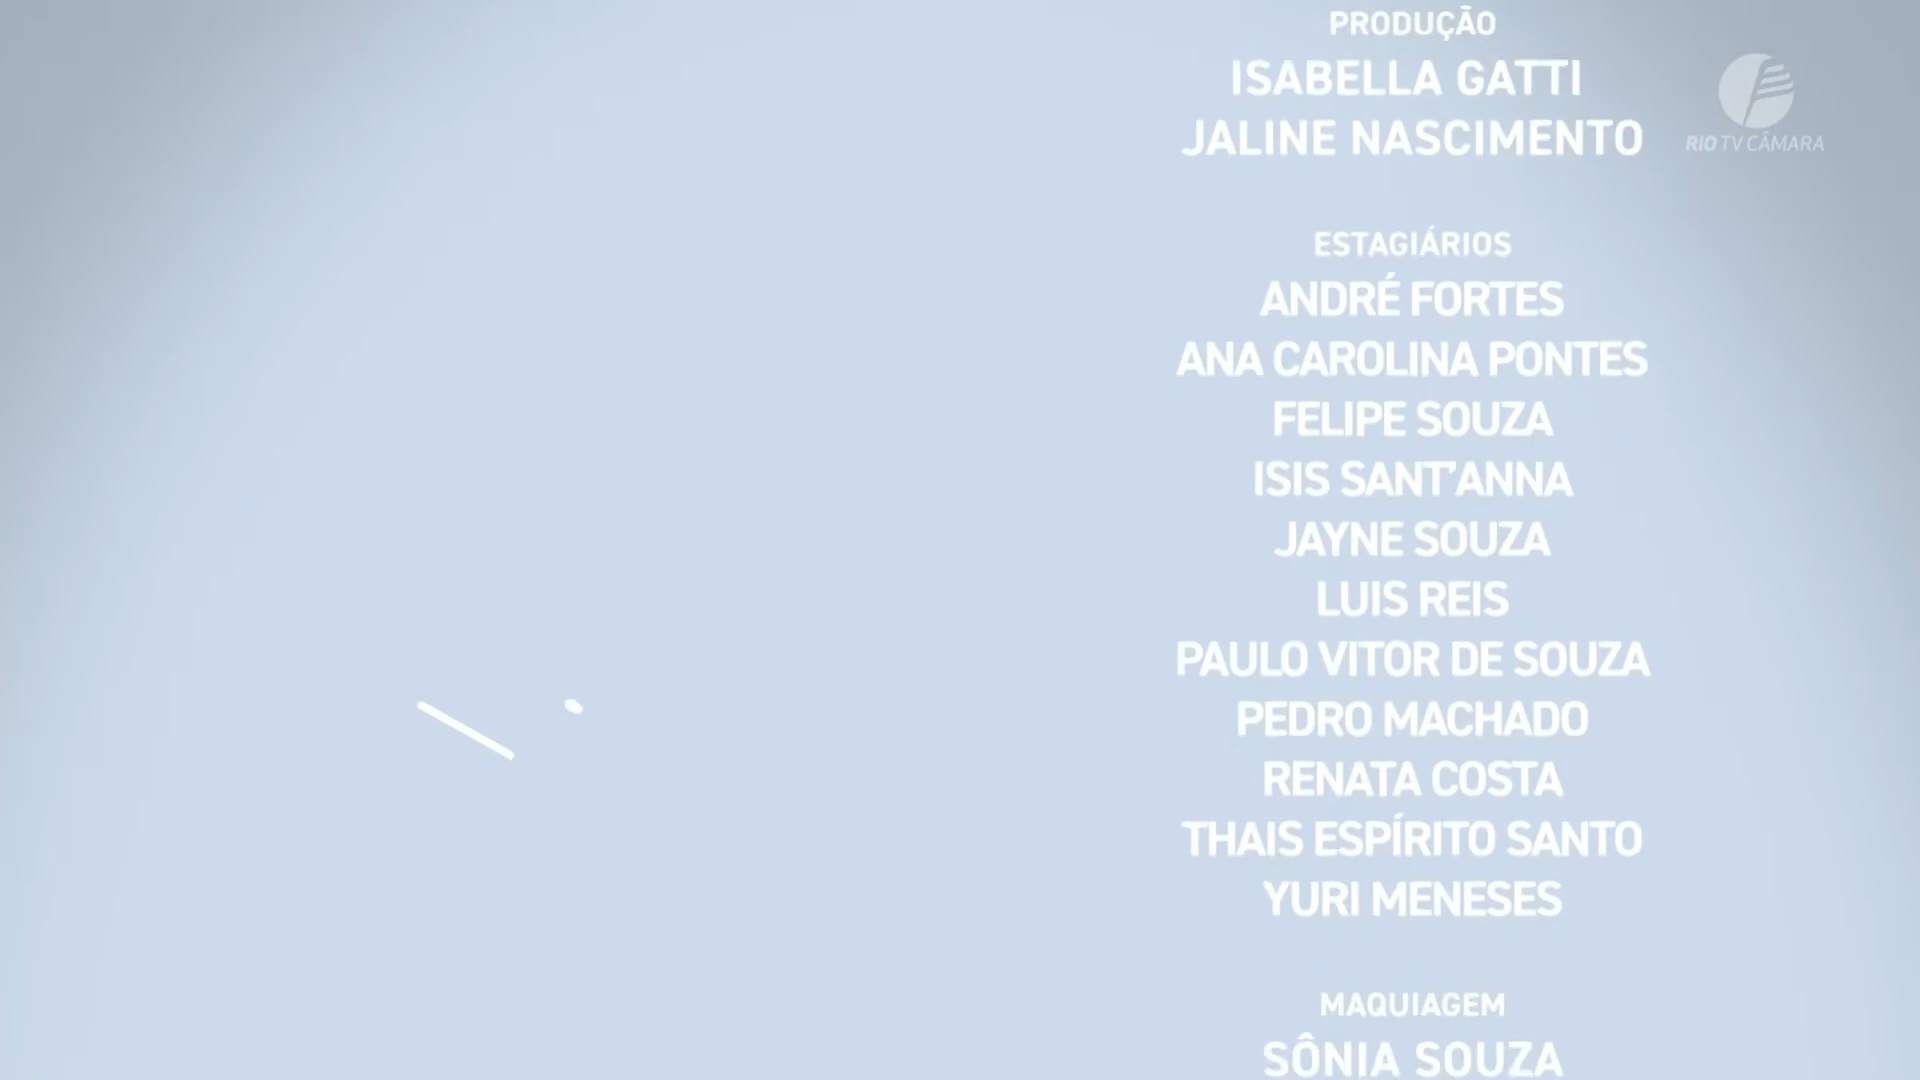 PRODUÇÃO
ISABELLA GATTI
JALINE NASCIMENTO
RIO TV CÂMARA
ESTAGIÁRIOS
ANDRÉ FORTES
ANA CAROLINA PONTES
FELIPE SOUZA
ISIS SANT'ANNA
JAYNE SOUZA
LUIS REIS
PAULO VITOR DE SOUZA
PEDRO MACHADO
RENATA COSTA
THAIS ESPÍRITO SANTO
YURI MENESES
MAQUIAGEM
SÔNIA SOUZA